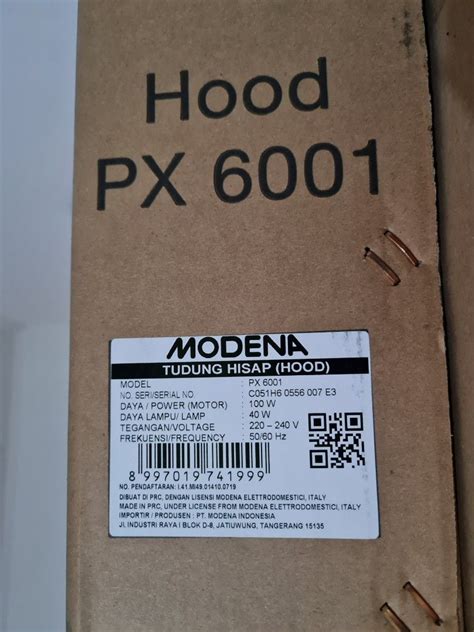 Hood
PX 6001
MODENA
TUDUNG HISAP (HOOD)
MODEL : PX 6001
NO. SERI/SERIAL NO. : C051H6 0556 007 E3
DAYA / POWER (MOTOR) : 100 W
DAYA LAMPU/ LAMP : 40 W
TEGANGAN/VOLTAGE : 220 – 240 V
FREKUENSI/FREQUENCY : 50/60 Hz
8 997019 741999
NO. PENDAFTARAN: I.41.MI49.01410.0719
DIBUAT DI PRC, DENGAN LISENSI MODENA ELETTRODOMESTICI, ITALY
MADE IN PRC, UNDER LICENSE FROM MODENA ELETTRODOMESTICI, ITALY
IMPORTIR / PRODUSEN : PT. MODENA INDONESIA
JL. INDUSTRI RAYA I BLOK D-8, JATIUWUNG, TANGERANG 15135